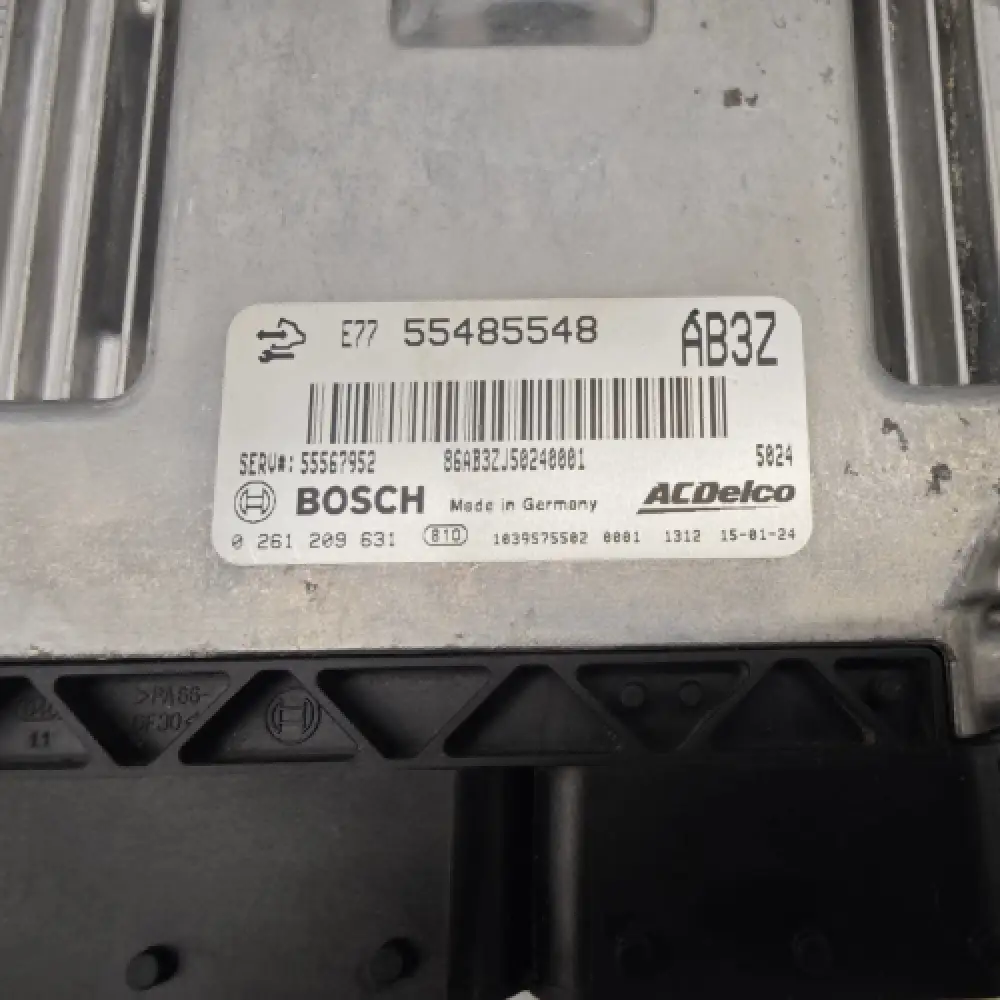 E77 55485548 AB3Z
SERV#: 55567952 86AB3ZJ50240001 5024
BOSCH Made in Germany ACDelco
0 261 209 631 810 1039S75502 0001 1312 15-01-24
>PA66-
GF30<
11